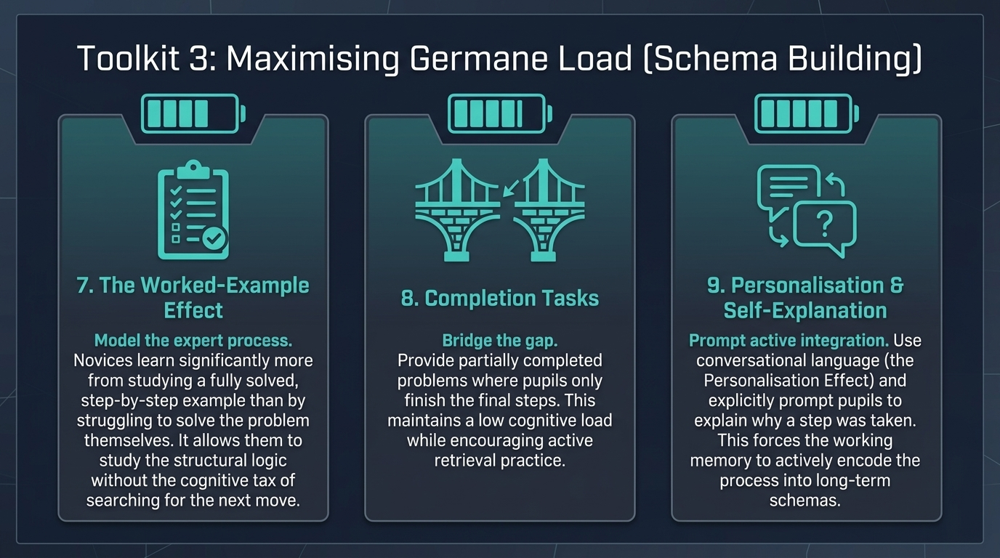 Toolkit 3: Maximising Germane Load (Schema Building)
7. The Worked-Example
Effect
Model the expert process.
Novices learn significantly more
from studying a fully solved,
step-by-step example than by
struggling to solve the problem
themselves. It allows them to
study the structural logic
without the cognitive tax of
searching for the next move.
8. Completion Tasks
Bridge the gap.
Provide partially completed
problems where pupils only
finish the final steps. This
maintains a low cognitive load
while encouraging active
retrieval practice.
?
9. Personalisation &
Self-Explanation
Prompt active integration. Use
conversational language (the
Personalisation Effect) and
explicitly prompt pupils to
explain why a step was taken.
This forces the working
memory to actively encode the
process into long-term
schemas.